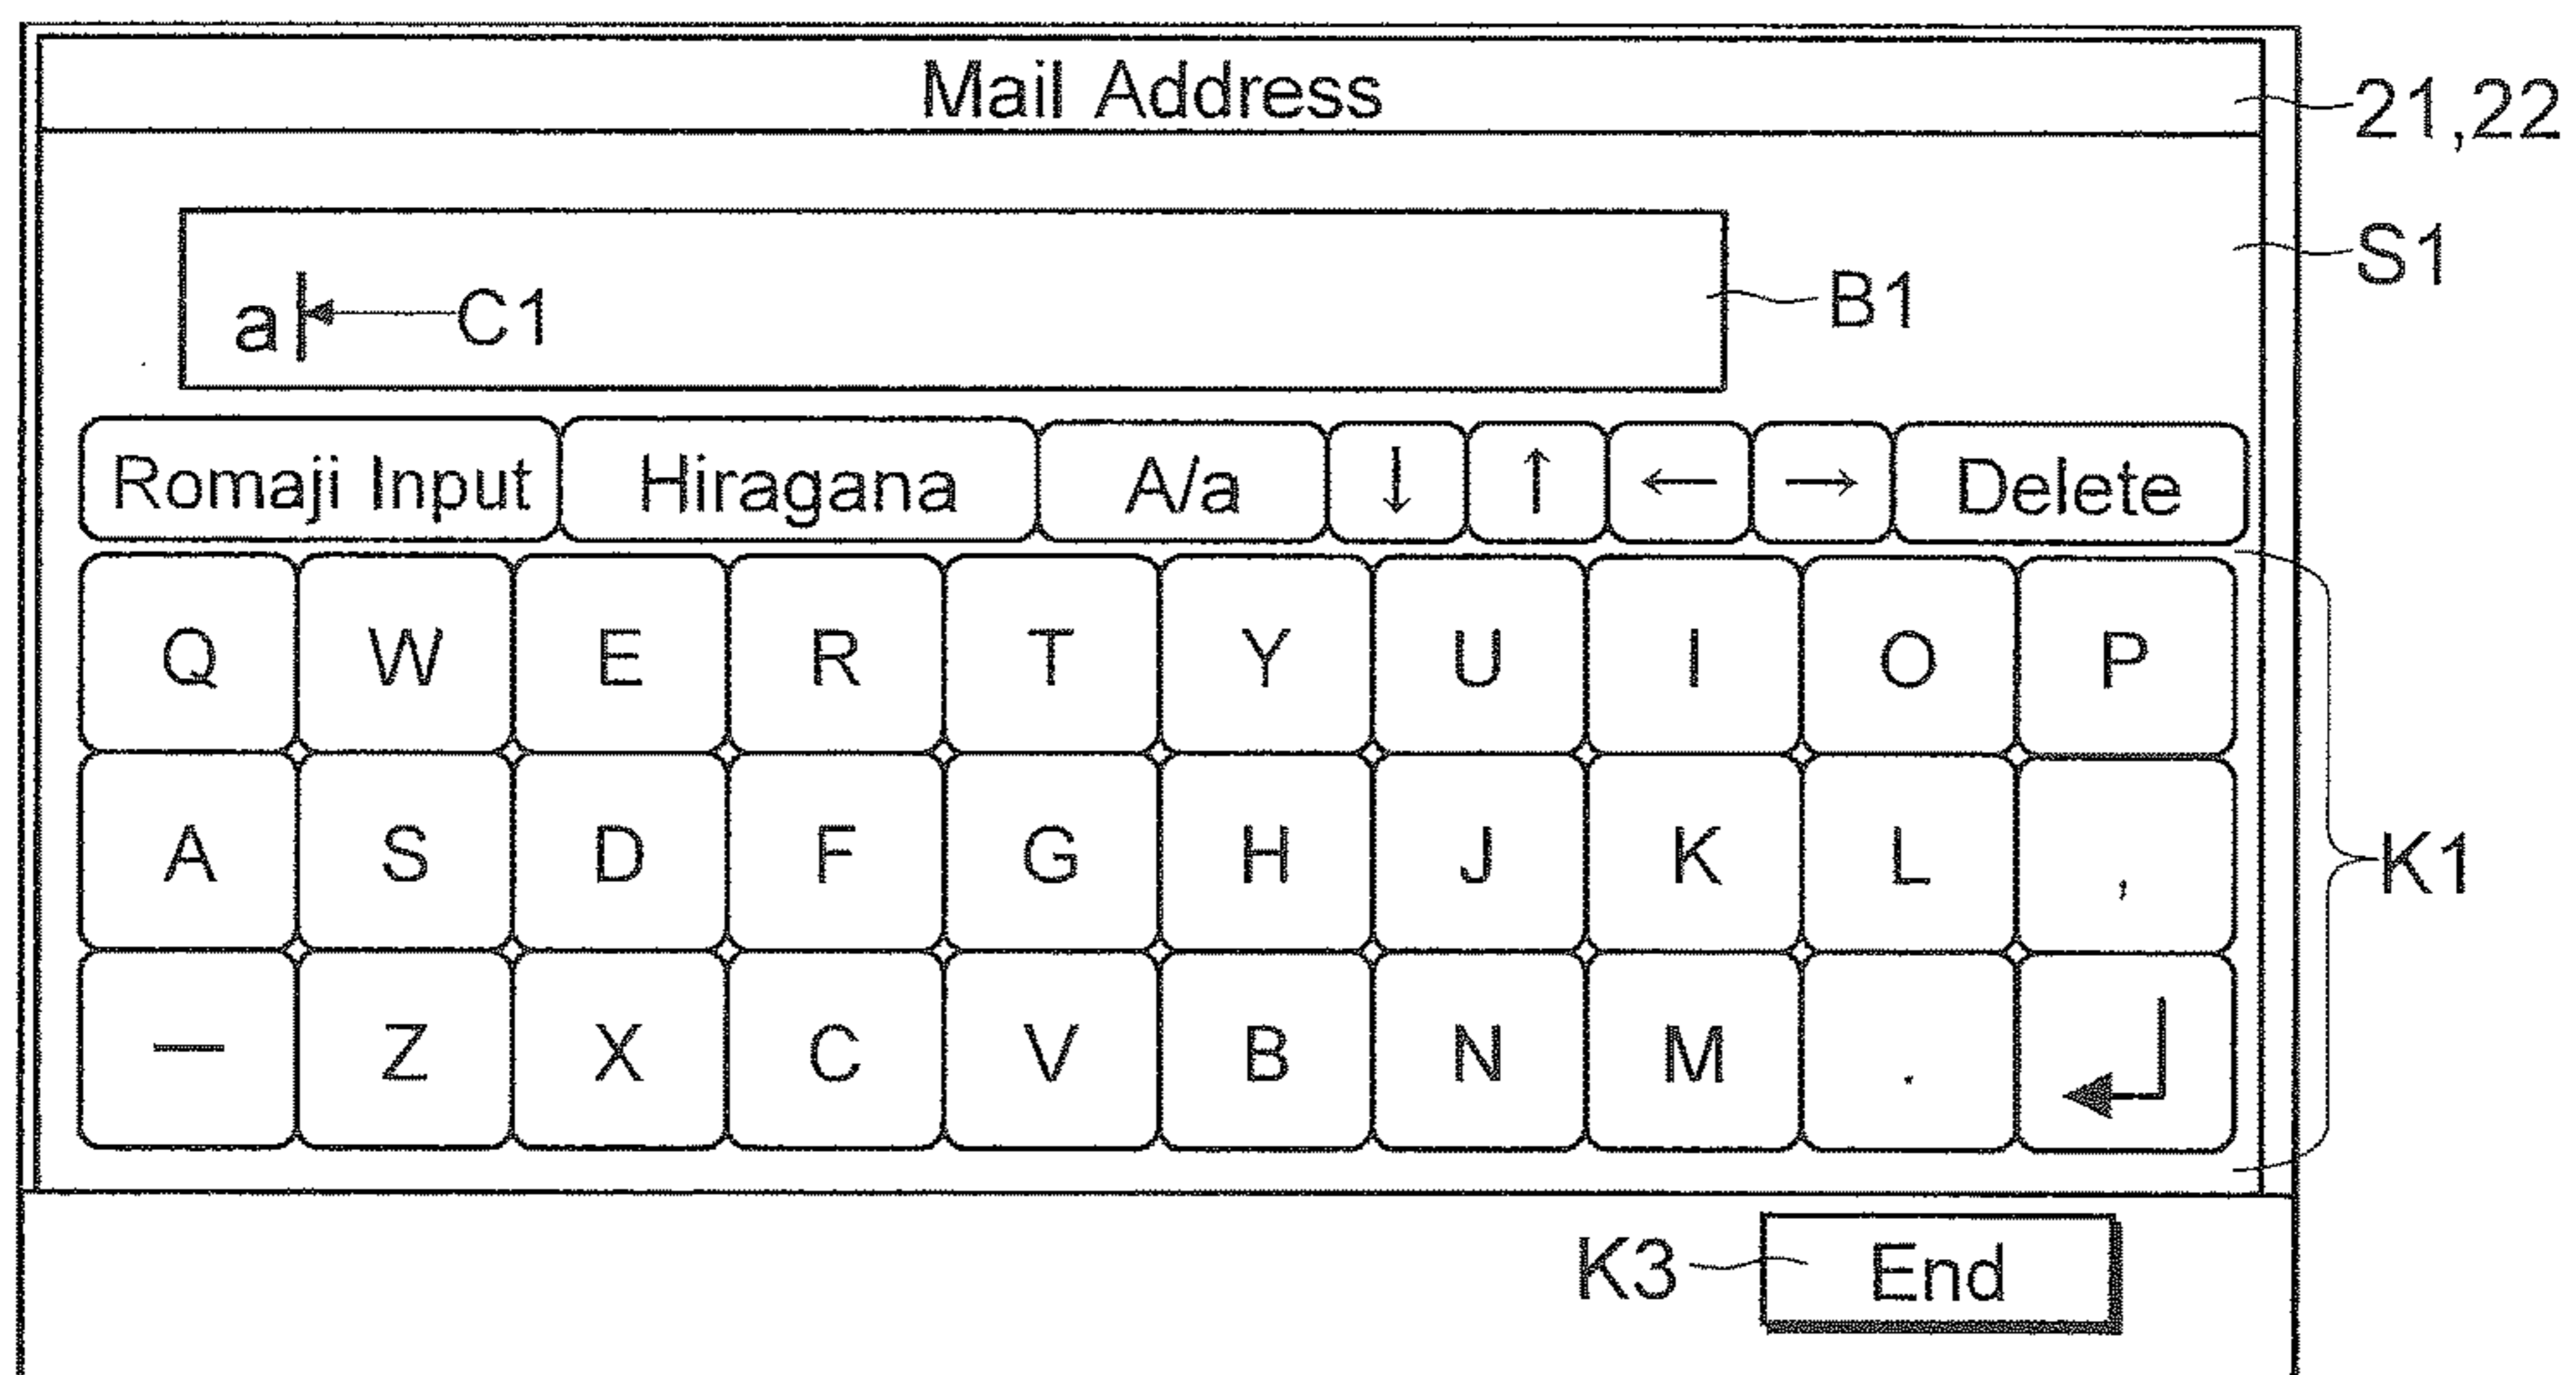 Mail Address
21,22
S1
a C1 B1
Romaji Input Hiragana A/a ↓ ↑ ← → Delete
Q W E R T Y U I O P
A S D F G H J K L ,
K1
— Z X C V B N M .
K3 End